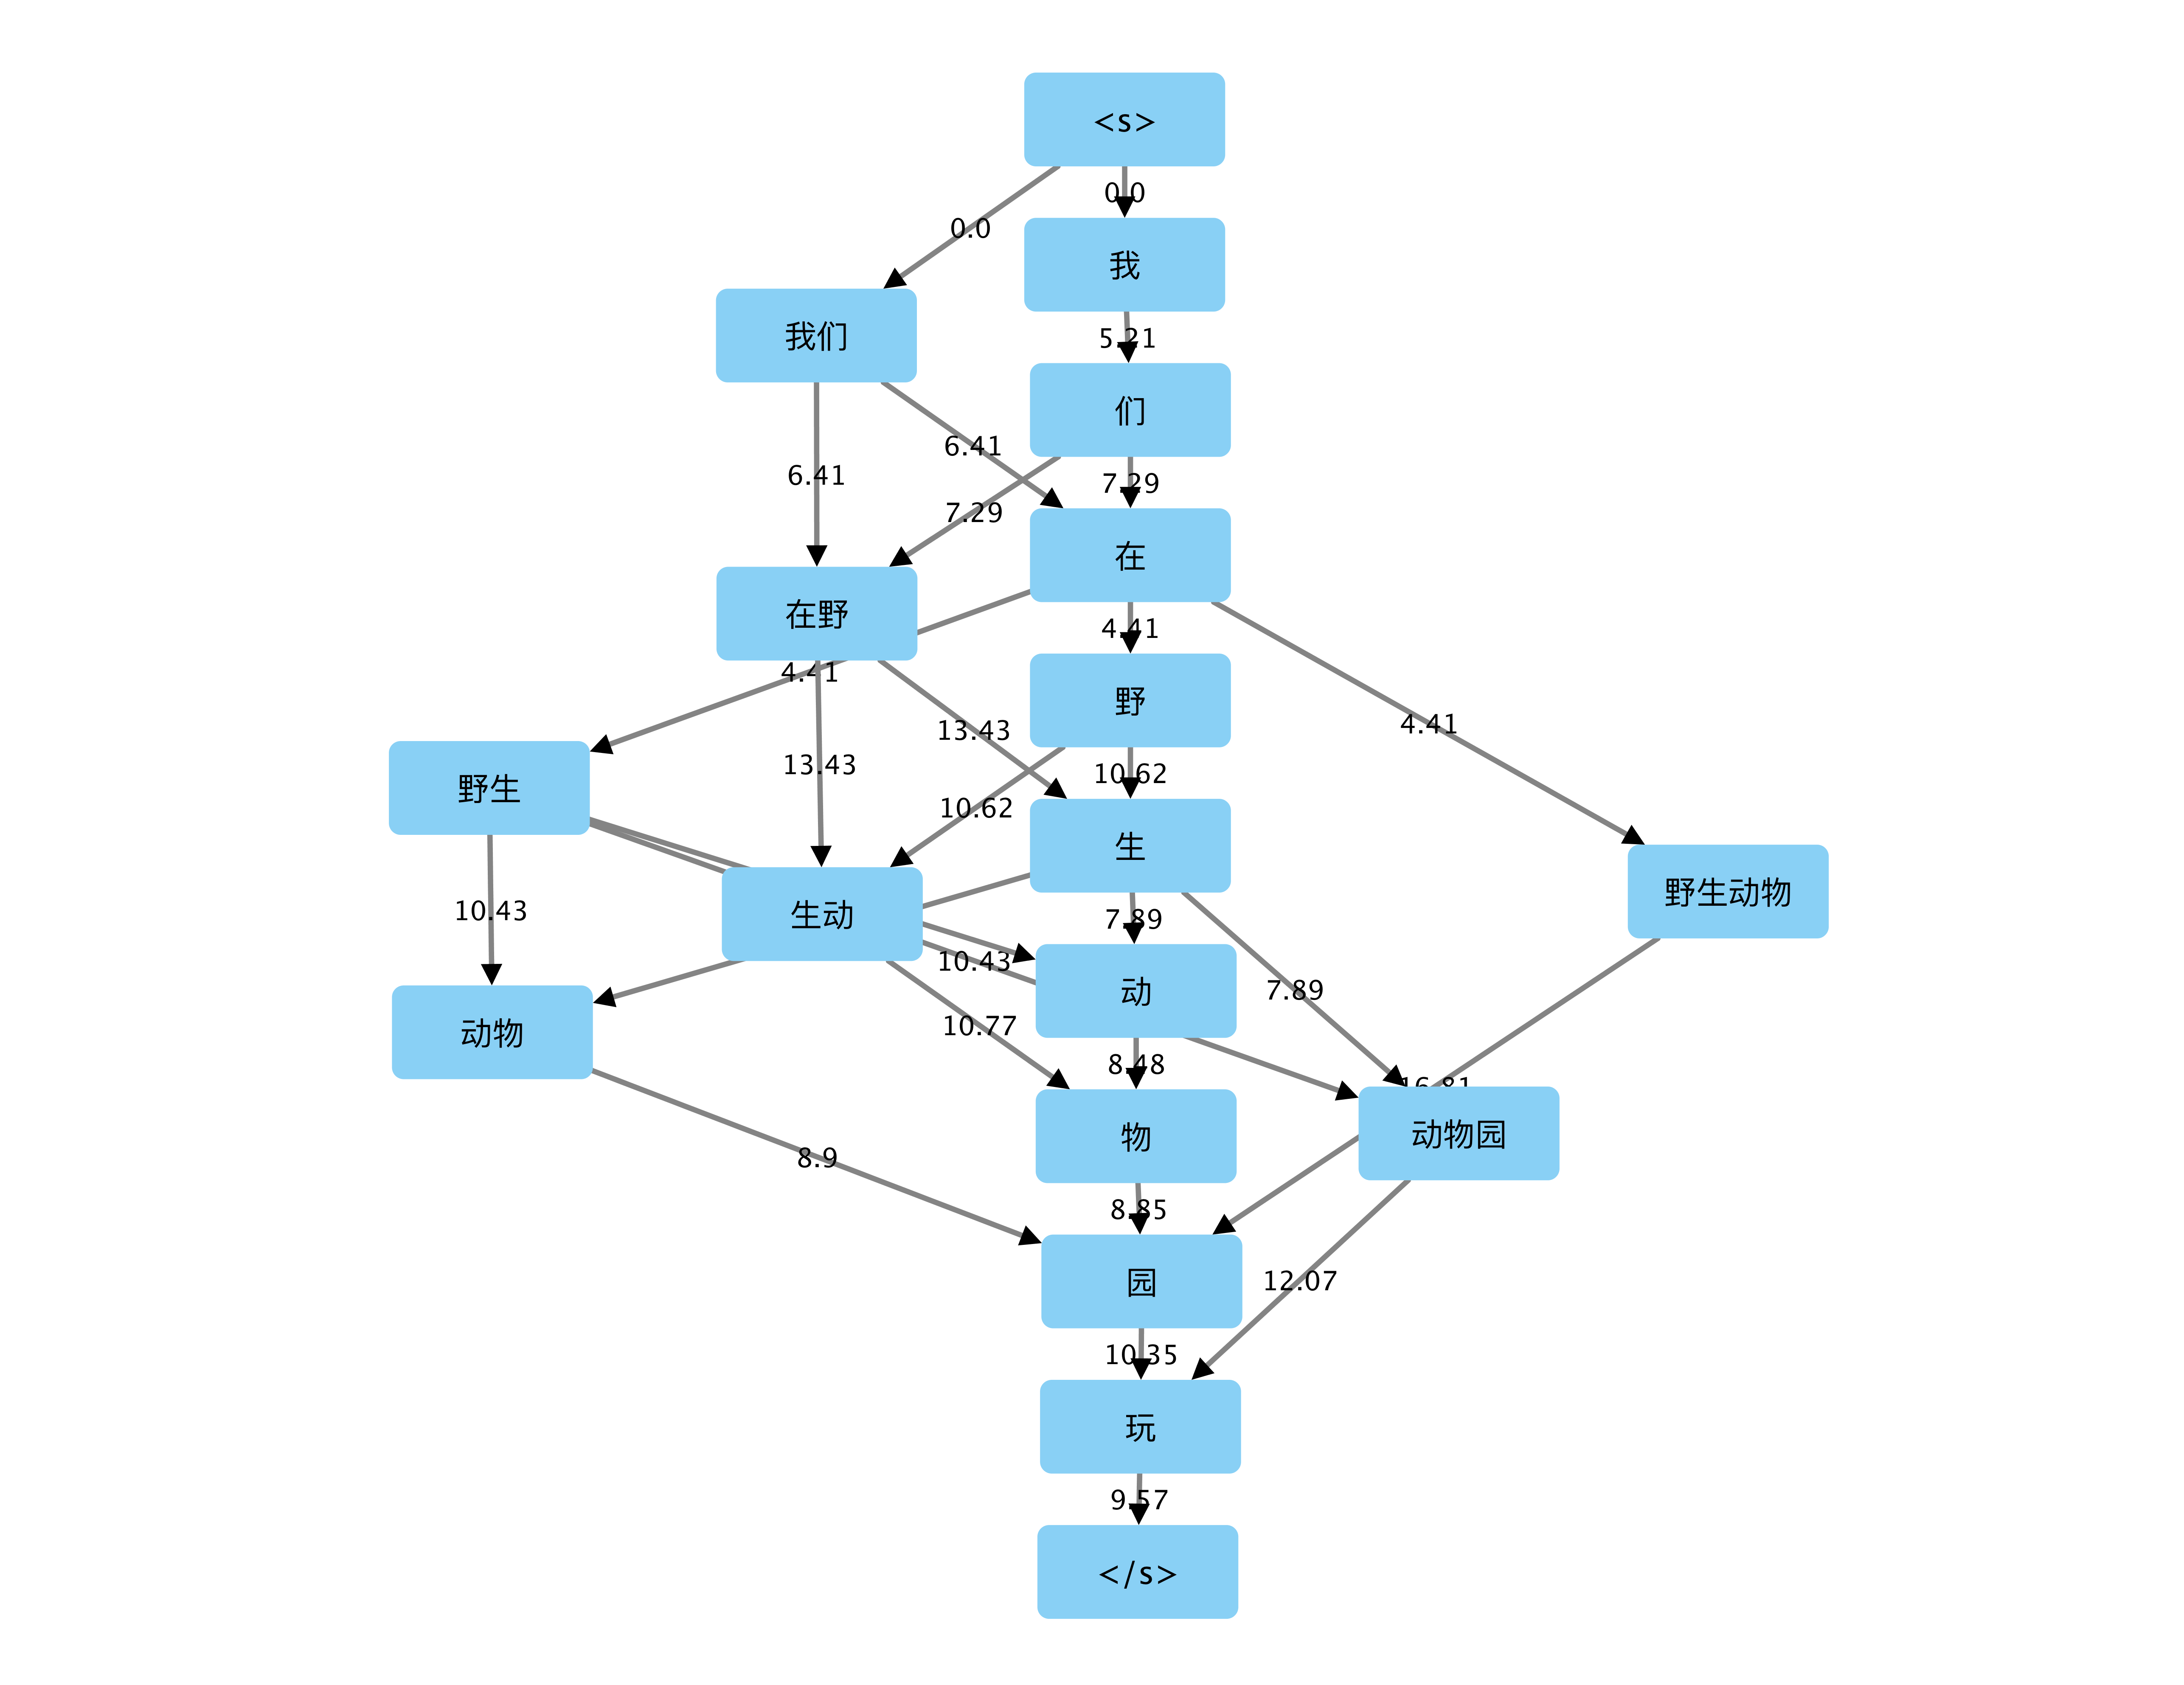 <s>
0.0
0.0
我
我们
5.21
们
6.41
6.41
7.29
7.29
在
在野
4.41
4.41
野
4.41
13.43
13.43
野生
10.62
10.62
生
野生动物
生动
10.43
7.89
10.43
动
7.89
动物
10.77
8.48
16.81
物
动物园
8.9
8.85
园
12.07
10.35
玩
9.57
</s>